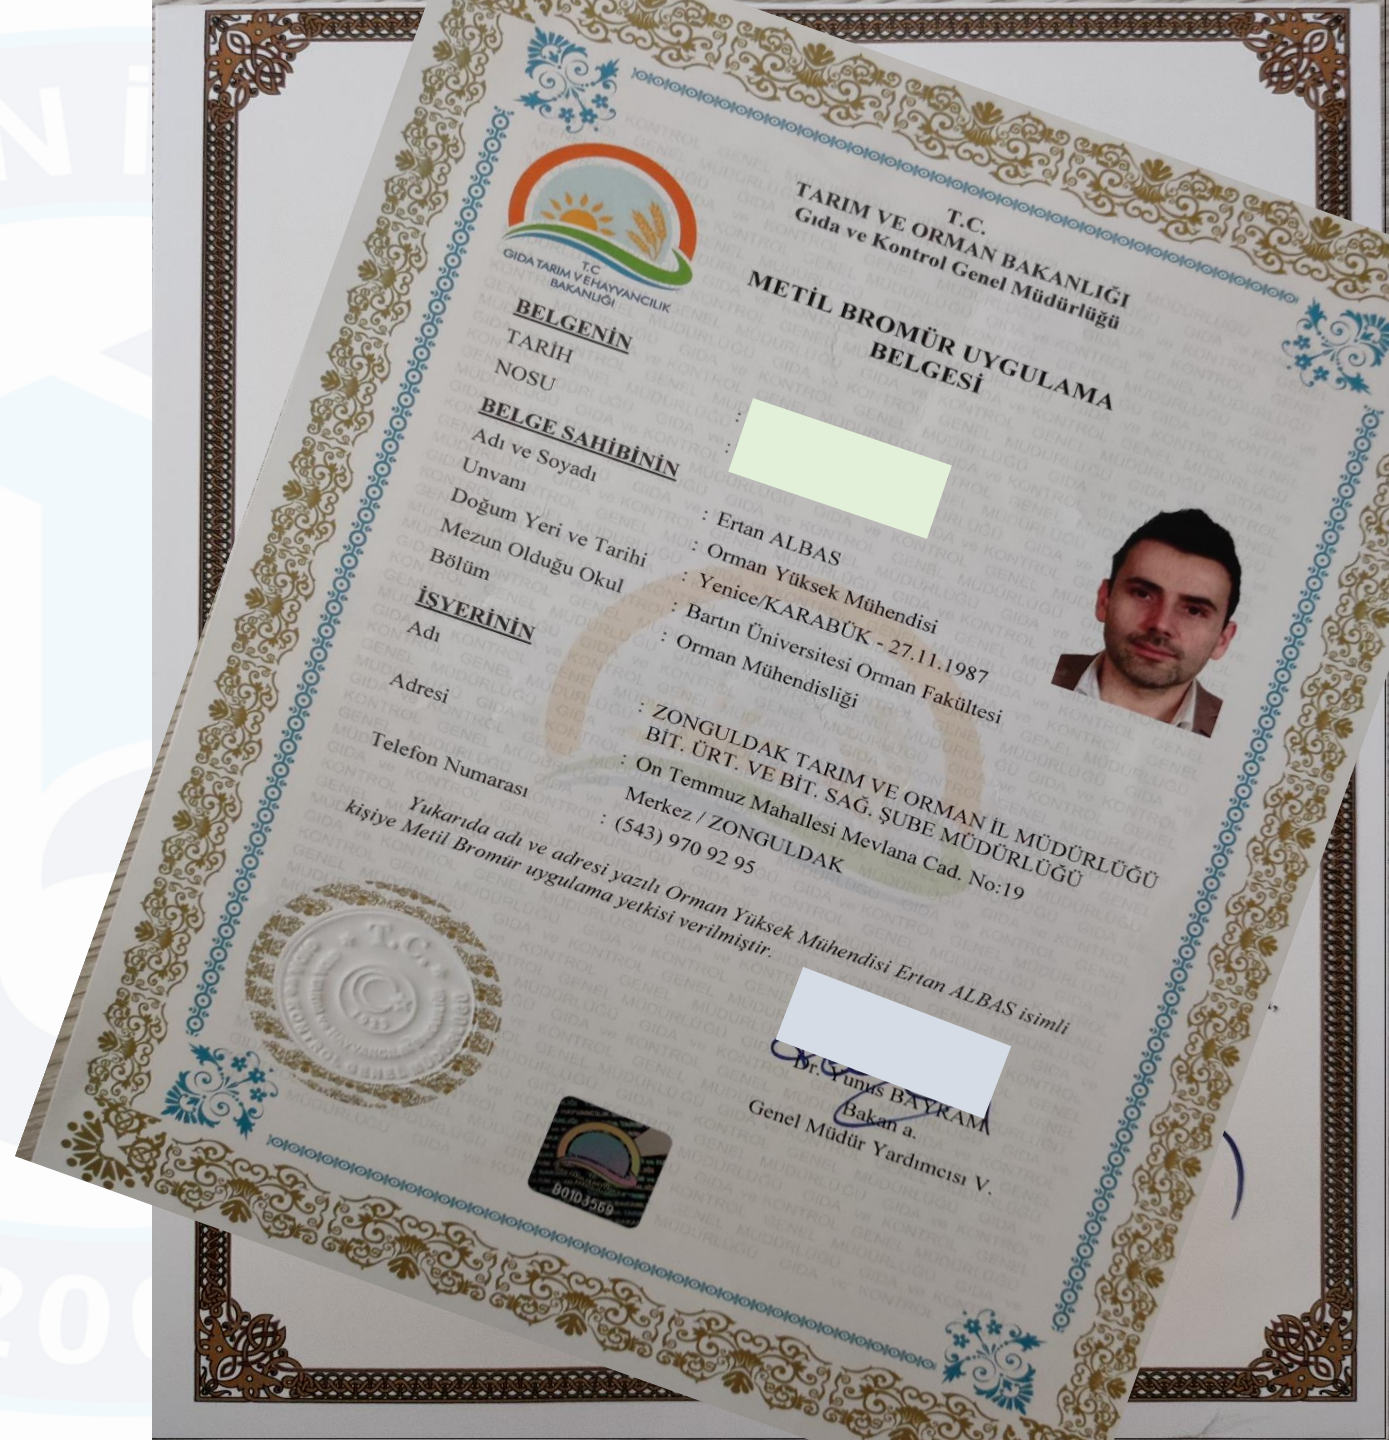 T.C.
TARIM VE ORMAN BAKANLIĞI
Gıda ve Kontrol Genel Müdürlüğü
T.C
GIDA TARIM VE HAYVANCILIK
BAKANLIĞI
METİL BROMÜR UYGULAMA
BELGESİ
BELGENİN
TARİH :
NOSU :
BELGE SAHİBİNİN
Adı ve Soyadı : Ertan ALBAS
Unvanı : Orman Yüksek Mühendisi
Doğum Yeri ve Tarihi : Yenice/KARABÜK - 27.11.1987
Mezun Olduğu Okul : Bartın Üniversitesi Orman Fakültesi
Bölüm : Orman Mühendisliği
İŞYERİNİN
Adı : ZONGULDAK TARIM VE ORMAN İL MÜDÜRLÜĞÜ
BİT. ÜRT. VE BİT. SAĞ. ŞUBE MÜDÜRLÜĞÜ
Adresi : On Temmuz Mahallesi Mevlana Cad. No:19
Merkez / ZONGULDAK
Telefon Numarası : (543) 970 92 95
Yukarıda adı ve adresi yazılı Orman Yüksek Mühendisi Ertan ALBAS isimli
kişiye Metil Bromür uygulama yetkisi verilmiştir.
Dr. Yunus BAYRAM
Bakan a.
Genel Müdür Yardımcısı V.
T.C.
B0103569